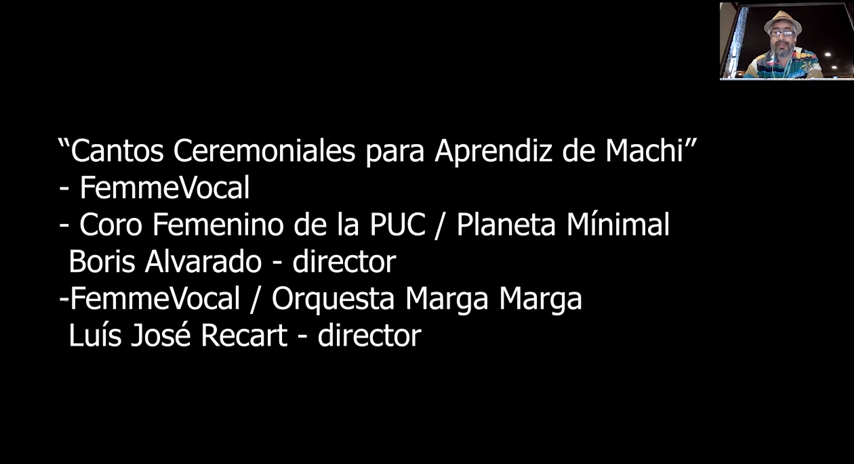 “Cantos Ceremoniales para Aprendiz de Machi”
- FemmeVocal
- Coro Femenino de la PUC / Planeta Mínimal
Boris Alvarado - director
-FemmeVocal / Orquesta Marga Marga
Luís José Recart - director